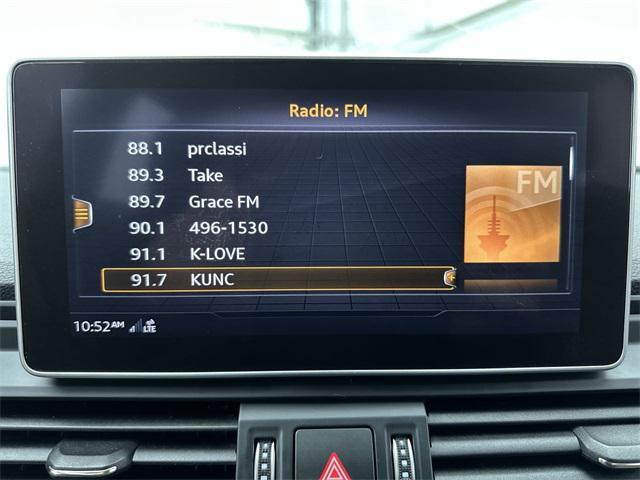 Radio: FM
88.1 prclassi
89.3 Take
89.7 Grace FM
90.1 496-1530
91.1 K-LOVE
91.7 KUNC
FM
10:52AM LTE